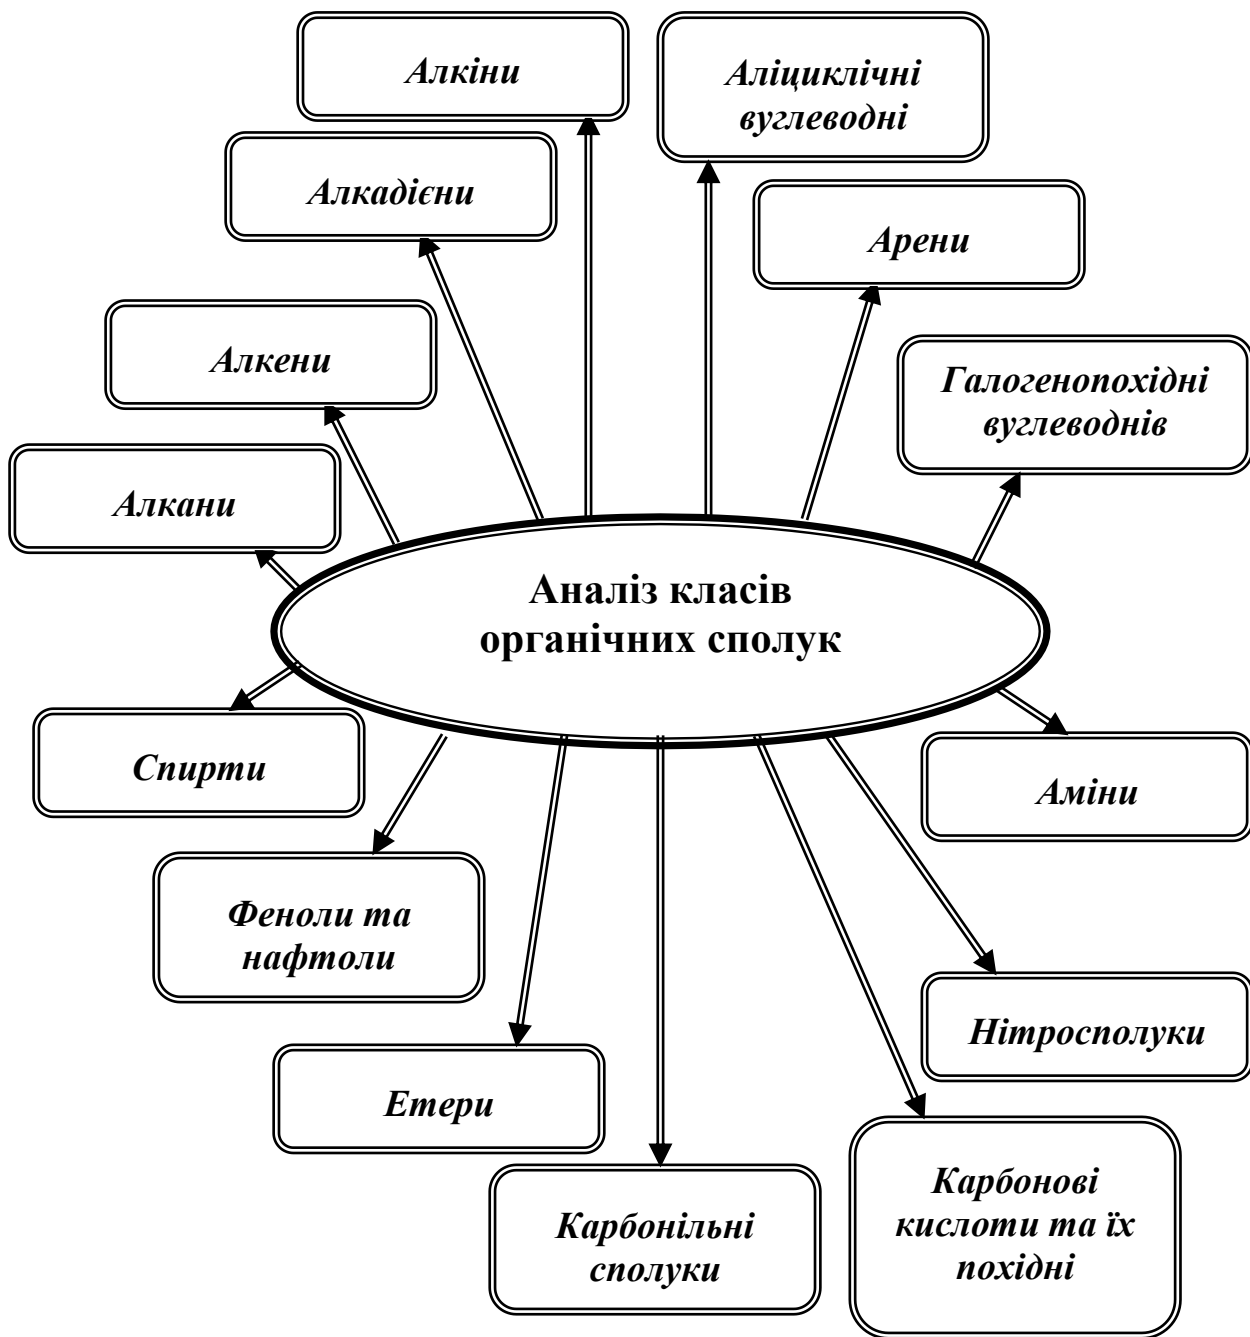 Алкіни
Аліциклічні
вуглеводні
Алкадієни
Арени
Алкени
Галогенопохідні
вуглеводнів
Алкани
Аналіз класів
органічних сполук
Спирти
Аміни
Феноли та
нафтоли
Нітросполуки
Етери
Карбонові
кислоти та їх
похідні
Карбонільні
сполуки